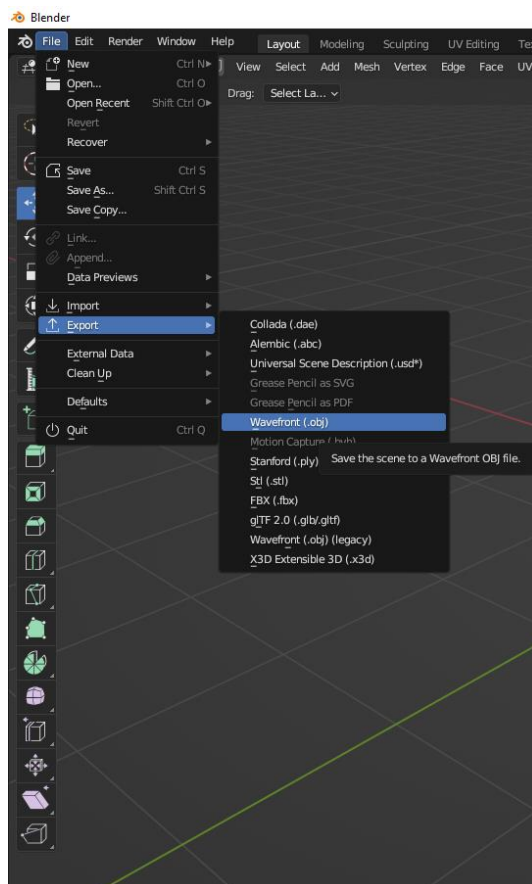 Blender
File Edit Render Window Help Layout Modeling Sculpting UV Editing
View Select Add Mesh Vertex Edge Face UV
Drag: Select La...
New Ctrl N
Open... Ctrl O
Open Recent Shift Ctrl O
Revert
Recover
Save Ctrl S
Save As... Shift Ctrl S
Save Copy...
Link...
Append...
Data Previews
Import
Export
External Data
Clean Up
Defaults
Quit Ctrl Q
Collada (.dae)
Alembic (.abc)
Universal Scene Description (.usd*)
Grease Pencil as SVG
Grease Pencil as PDF
Wavefront (.obj)
Motion Capture (.bvh)
Save the scene to a Wavefront OBJ file.
Stanford (.ply)
Stl (.stl)
FBX (.fbx)
glTF 2.0 (.glb/.gltf)
Wavefront (.obj) (legacy)
X3D Extensible 3D (.x3d)